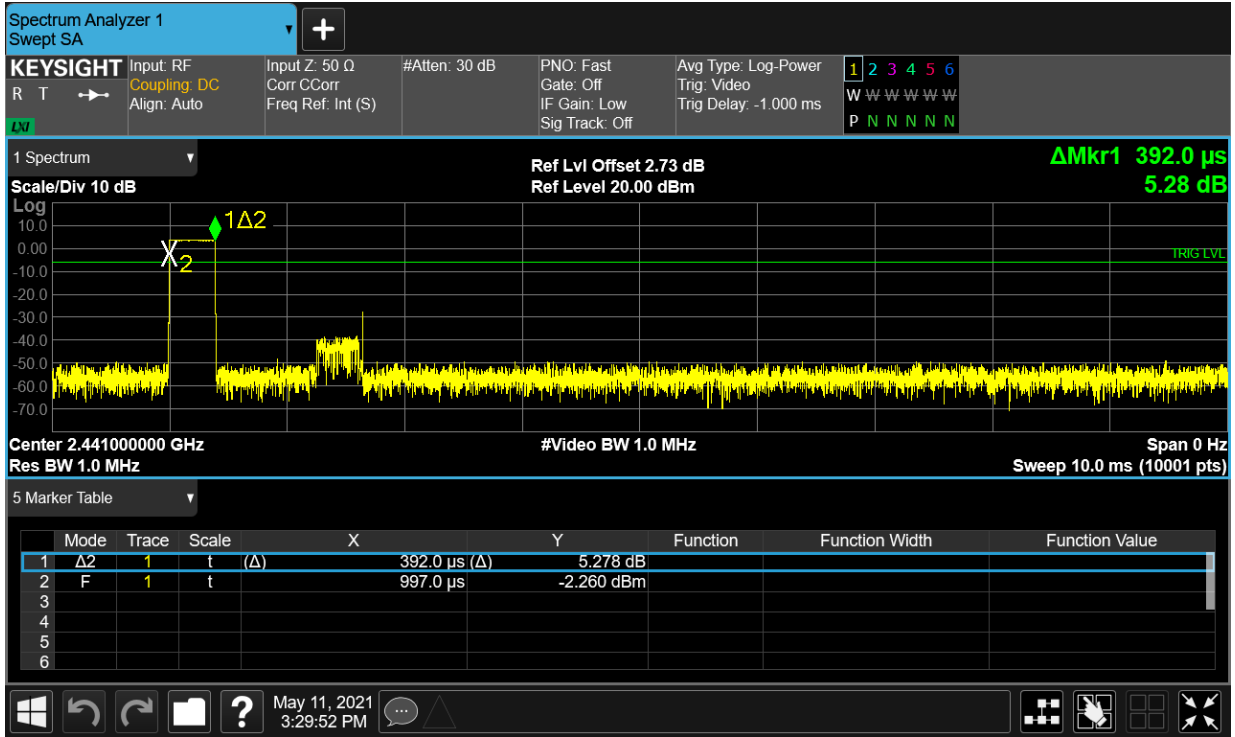 Spectrum Analyzer 1
Swept SA
+
KEYSIGHT
R T
LXI
Input: RF
Coupling: DC
Align: Auto
Input Z: 50 Ω
Corr CCorr
Freq Ref: Int (S)
#Atten: 30 dB
PNO: Fast
Gate: Off
IF Gain: Low
Sig Track: Off
Avg Type: Log-Power
Trig: Video
Trig Delay: -1.000 ms
1 2 3 4 5 6
W W W W W W
P N N N N N
1 Spectrum
Scale/Div 10 dB
Ref Lvl Offset 2.73 dB
Ref Level 20.00 dBm
ΔMkr1 392.0 µs
5.28 dB
Log
10.0
0.00
-10.0
-20.0
-30.0
-40.0
-50.0
-60.0
-70.0
1Δ2
2
TRIG LVL
Center 2.441000000 GHz
Res BW 1.0 MHz
#Video BW 1.0 MHz
Span 0 Hz
Sweep 10.0 ms (10001 pts)
5 Marker Table
Mode Trace Scale X Y Function Function Width Function Value
1 Δ2 1 t (Δ) 392.0 µs (Δ) 5.278 dB
2 F 1 t 997.0 µs -2.260 dBm
3
4
5
6
?
May 11, 2021
3:29:52 PM